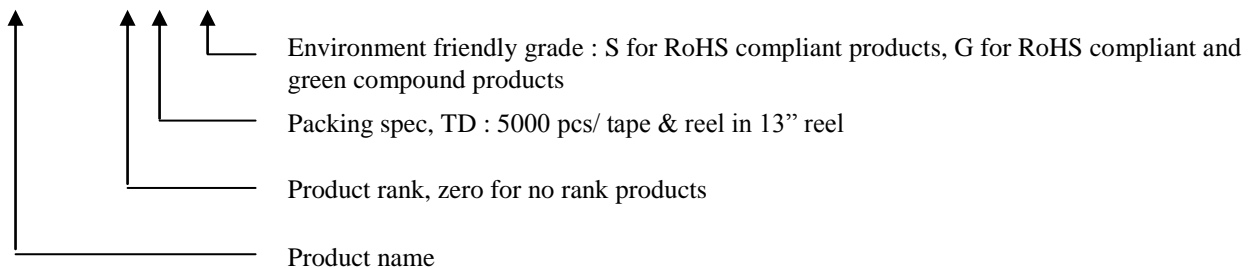 Environment friendly grade : S for RoHS compliant products, G for RoHS compliant and
green compound products
Packing spec, TD : 5000 pcs/ tape & reel in 13” reel
Product rank, zero for no rank products
Product name